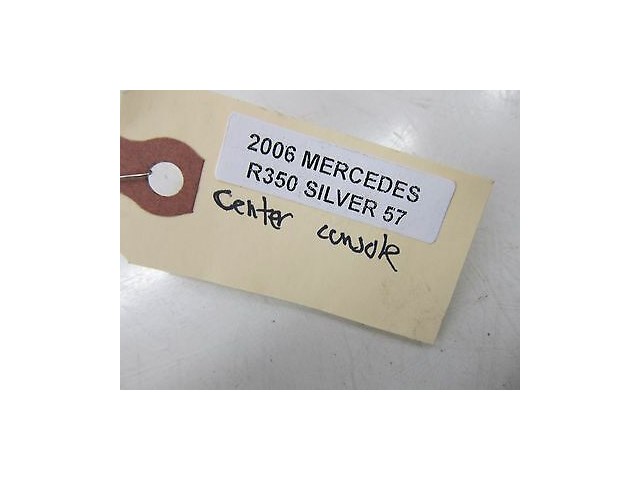 2006 MERCEDES
R350 SILVER 57
center console